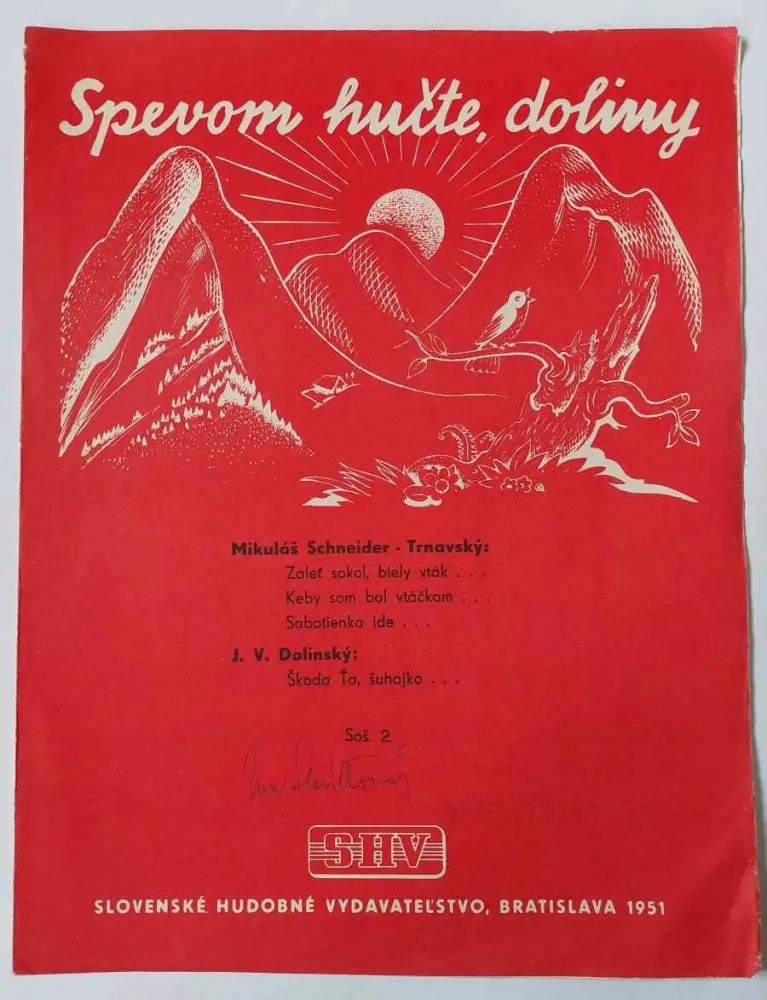 Spevom hučte, doliny
Mikuláš Schneider - Trnavský:
Zaleť sokol, biely vták . . .
Keby som bol vtáčkom . . .
Sobotienka ide . . .
J. V. Dolinský:
Škoda Ťa, šuhajko . . .
Soš. 2
SHV
SLOVENSKÉ HUDOBNÉ VYDAVATEĽSTVO, BRATISLAVA 1951